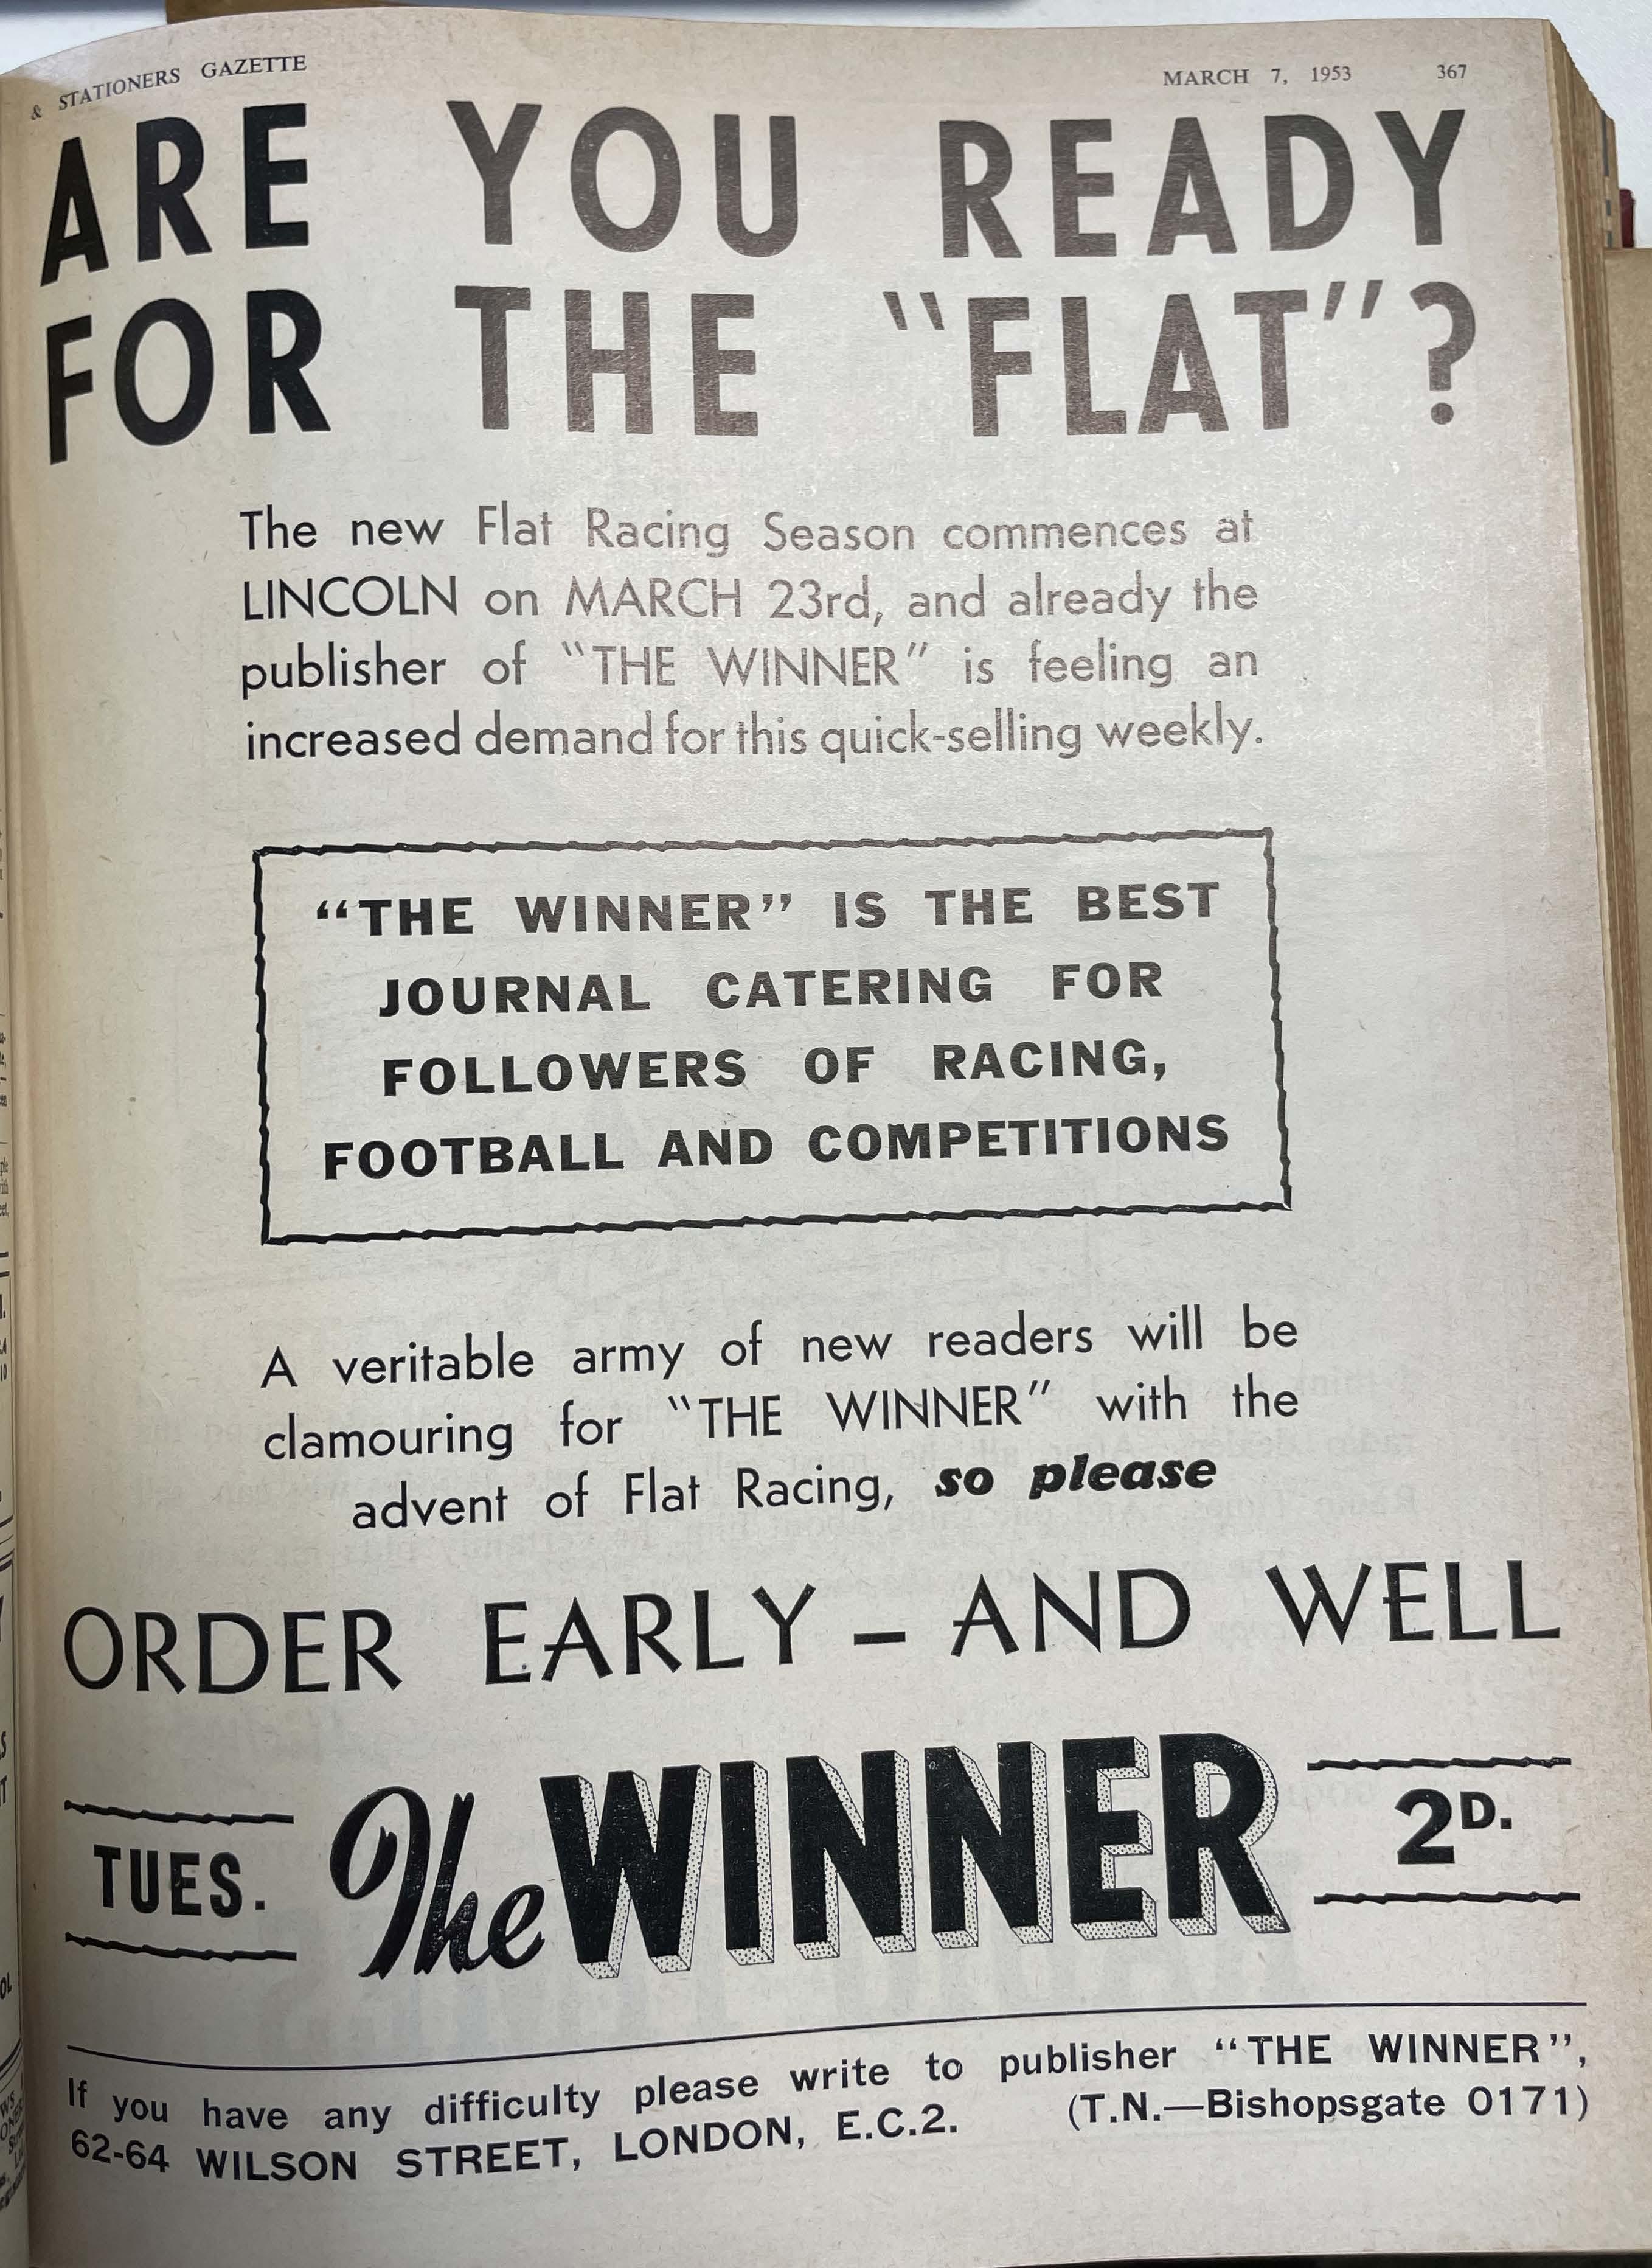 & STATIONERS GAZETTE MARCH 7, 1953 367
ARE YOU READY
FOR THE "FLAT"?
The new Flat Racing Season commences at
LINCOLN on MARCH 23rd, and already the
publisher of "THE WINNER" is feeling an
increased demand for this quick-selling weekly.
"THE WINNER" IS THE BEST
JOURNAL CATERING FOR
FOLLOWERS OF RACING,
FOOTBALL AND COMPETITIONS
A veritable army of new readers will be
clamouring for "THE WINNER" with the
advent of Flat Racing, so please
ORDER EARLY – AND WELL
TUES. The WINNER 2D.
If you have any difficulty please write to publisher "THE WINNER",
62-64 WILSON STREET, LONDON, E.C.2. (T.N.—Bishopsgate 0171)